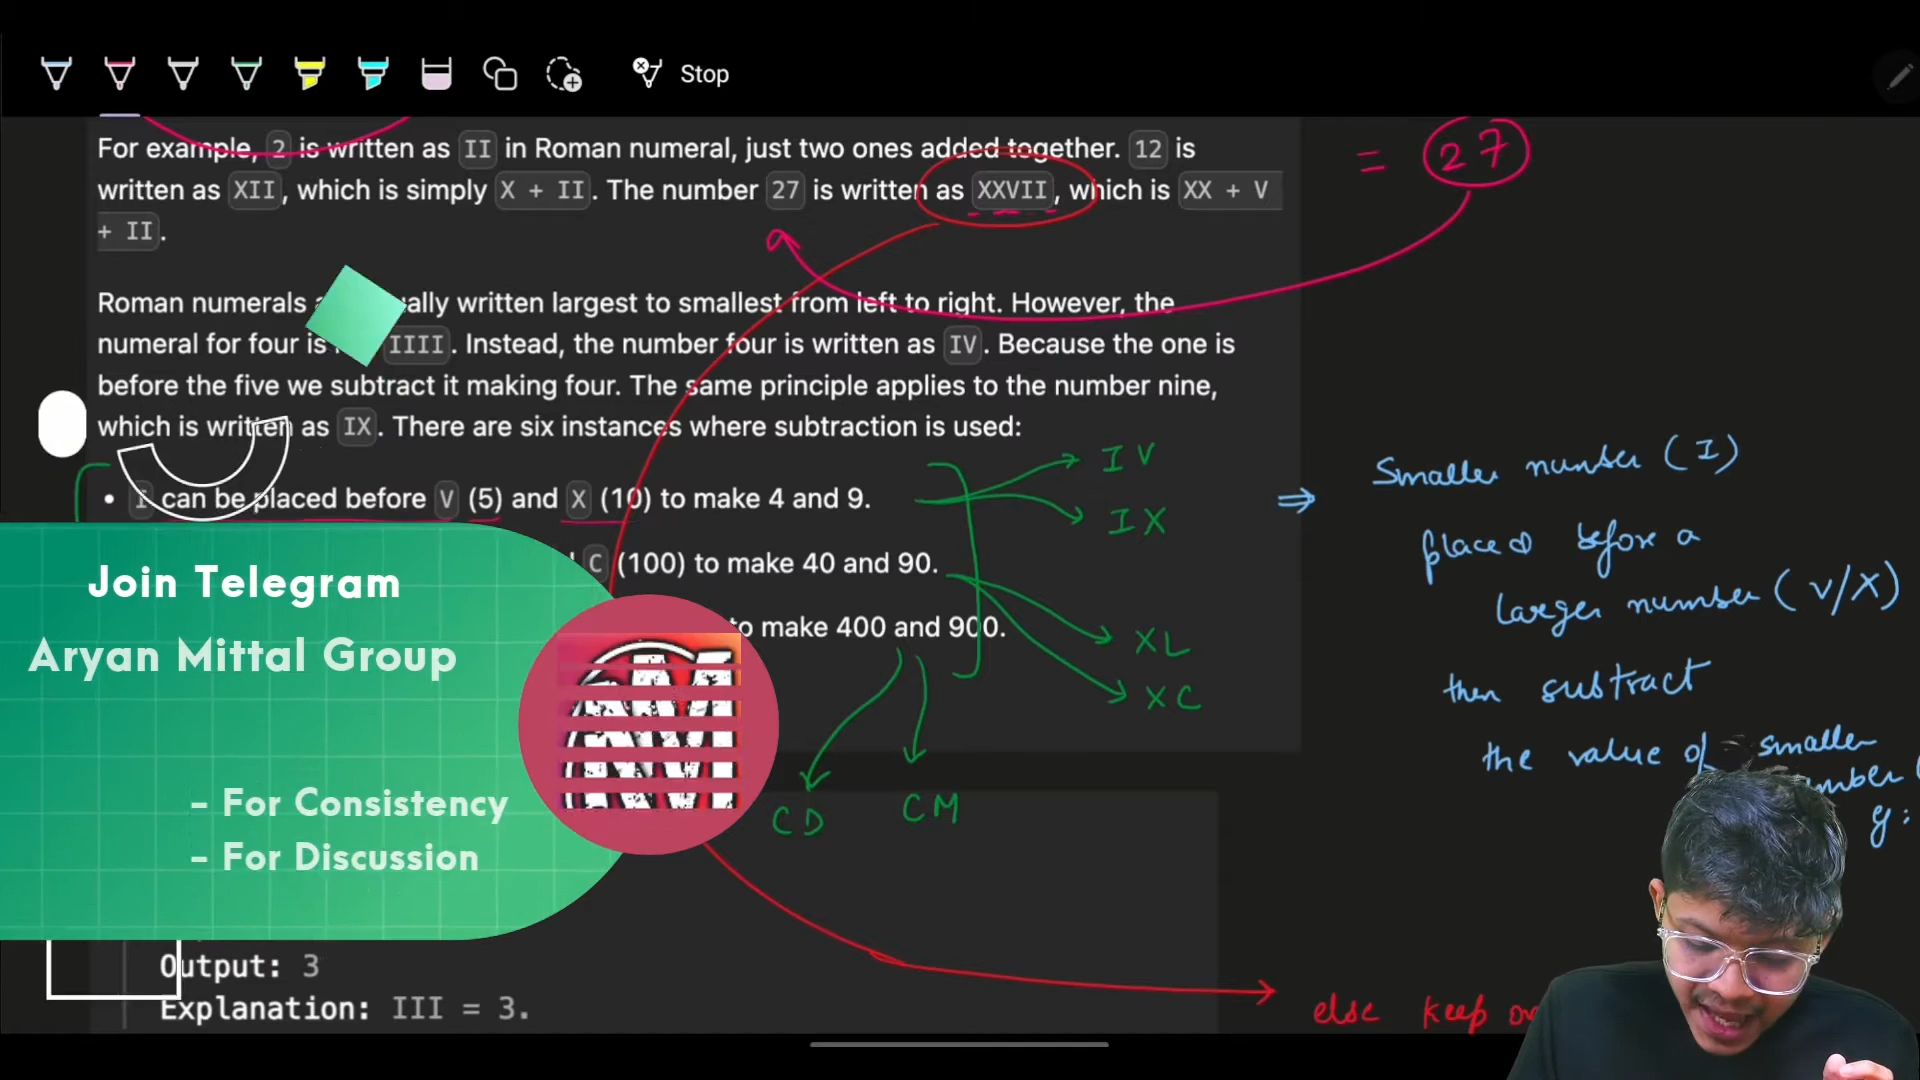 Stop
For example, 2 is written as II in Roman numeral, just two ones added together. 12 is
written as XII, which is simply X + II. The number 27 is written as XXVII, which is XX + V
+ II.
= 27
Roman numerals ally written largest to smallest from left to right. However, the
numeral for four is IIII. Instead, the number four is written as IV. Because the one is
before the five we subtract it making four. The same principle applies to the number nine,
which is written as IX. There are six instances where subtraction is used:
• I can be placed before V (5) and X (10) to make 4 and 9.
C (100) to make 40 and 90.
to make 400 and 900.
IV
IX
XL
XC
CD
CM
⇒ Smaller number (I)
placed before a
Larger number (V/X)
then subtract
the value of smaller
mber
y:
Join Telegram
Aryan Mittal Group
- For Consistency
- For Discussion
Output: 3
Explanation: III = 3.
else keep